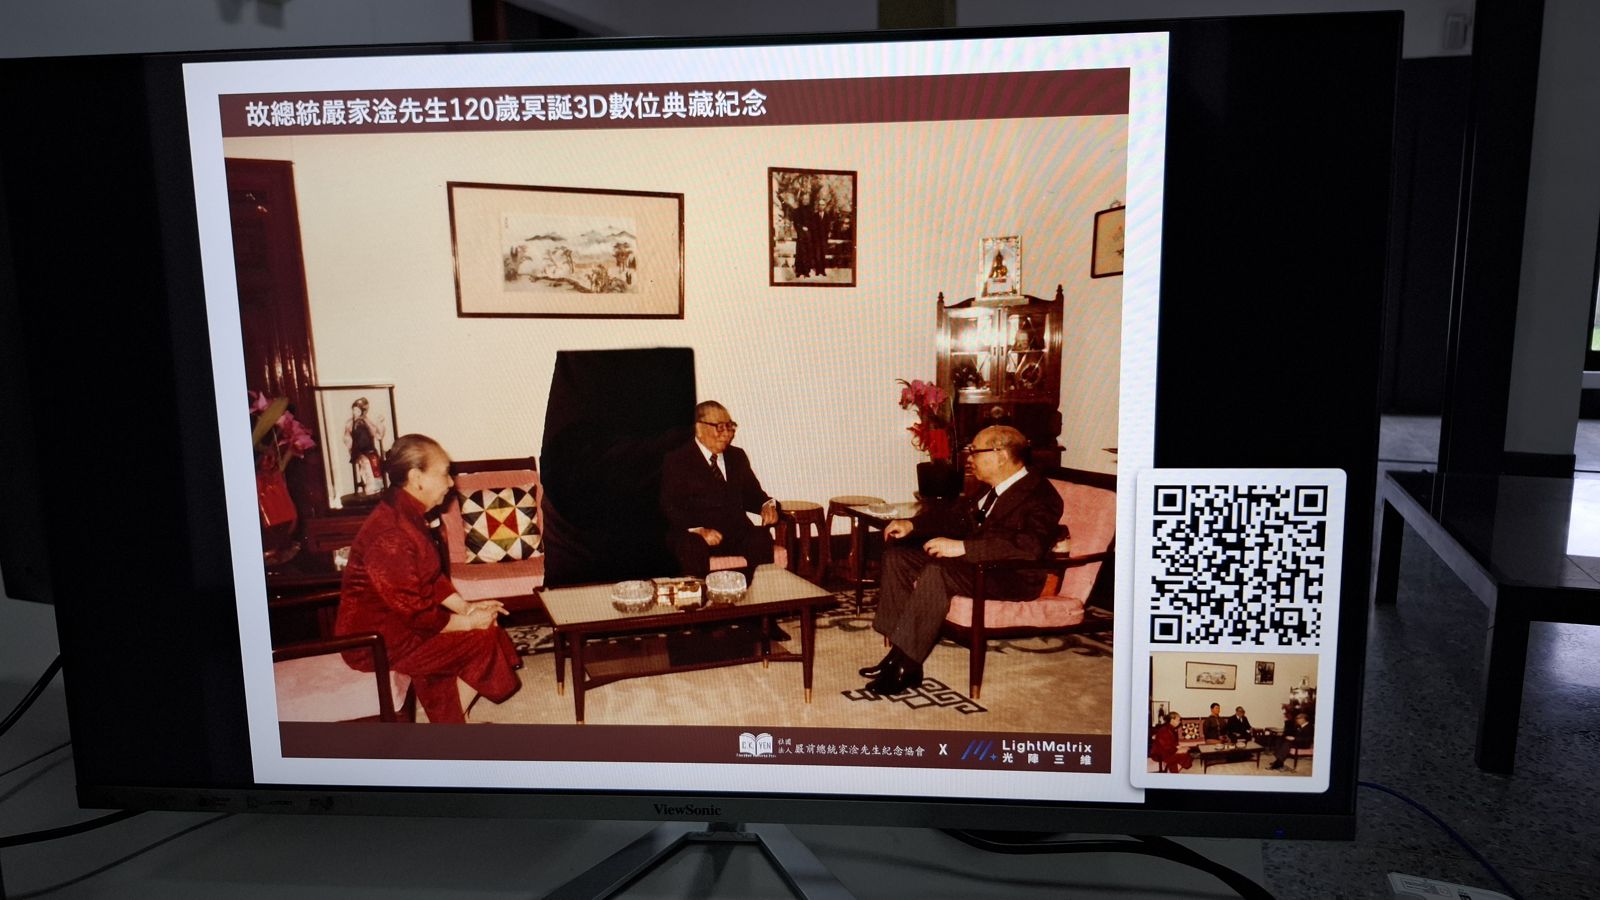 故總統嚴家淦先生120歲冥誕3D數位典藏紀念
C.K. YEN
社團
法人
嚴前總統家淦先生紀念協會
X
LightMatrix
光陣三維
ViewSonic